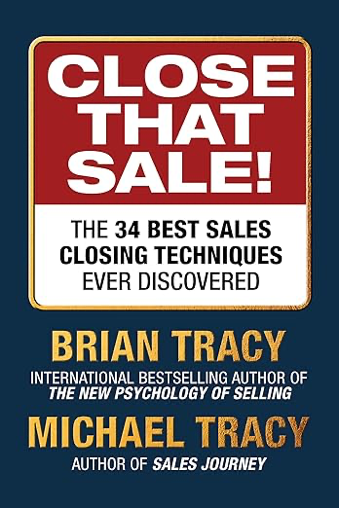 CLOSE
THAT
SALE!
THE 34 BEST SALES
CLOSING TECHNIQUES
EVER DISCOVERED
BRIAN TRACY
INTERNATIONAL BESTSELLING AUTHOR OF
THE NEW PSYCHOLOGY OF SELLING
MICHAEL TRACY
AUTHOR OF SALES JOURNEY